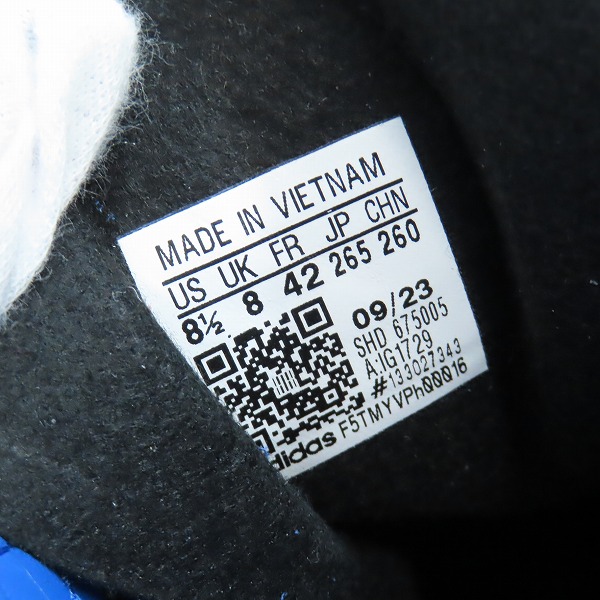 MADE IN VIETNAM
US UK FR JP CHN
8½ 8 42 265 260
09/23
SHD 675005
A:IG1729
#133027343
F5TMYVPh00016
adidas